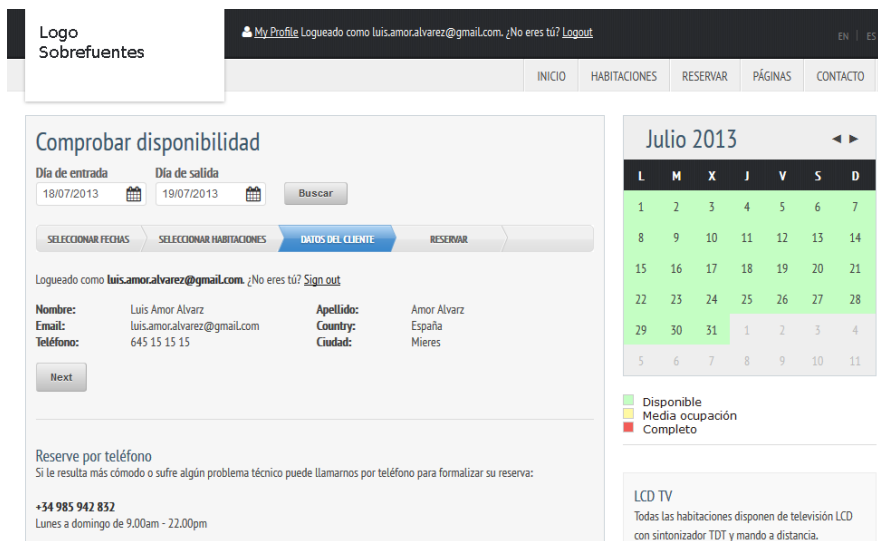 Logo
Sobrefuentes
My Profile Logueado como luis.amor.alvarez@gmail.com. ¿No eres tú? Logout
EN | ES
INICIO HABITACIONES RESERVAR PÁGINAS CONTACTO
Comprobar disponibilidad
Día de entrada Día de salida
18/07/2013 19/07/2013 Buscar
SELECCIONAR FECHAS SELECCIONAR HABITACIONES DATOS DEL CLIENTE RESERVAR
Logueado como luis.amor.alvarez@gmail.com. ¿No eres tú? Sign out
Nombre: Luis Amor Alvarz Apellido: Amor Alvarz
Email: luis.amor.alvarez@gmail.com Country: España
Teléfono: 645 15 15 15 Ciudad: Mieres
Next
Reserve por teléfono
Si le resulta más cómodo o sufre algún problema técnico puede llamarnos por teléfono para formalizar su reserva:
+34 985 942 832
Lunes a domingo de 9.00am - 22.00pm
Julio 2013 ◄ ►
L M X J V S D
1 2 3 4 5 6 7
8 9 10 11 12 13 14
15 16 17 18 19 20 21
22 23 24 25 26 27 28
29 30 31 1 2 3 4
5 6 7 8 9 10 11
Disponible
Media ocupación
Completo
LCD TV
Todas las habitaciones disponen de televisión LCD
con sintonizador TDT y mando a distancia.